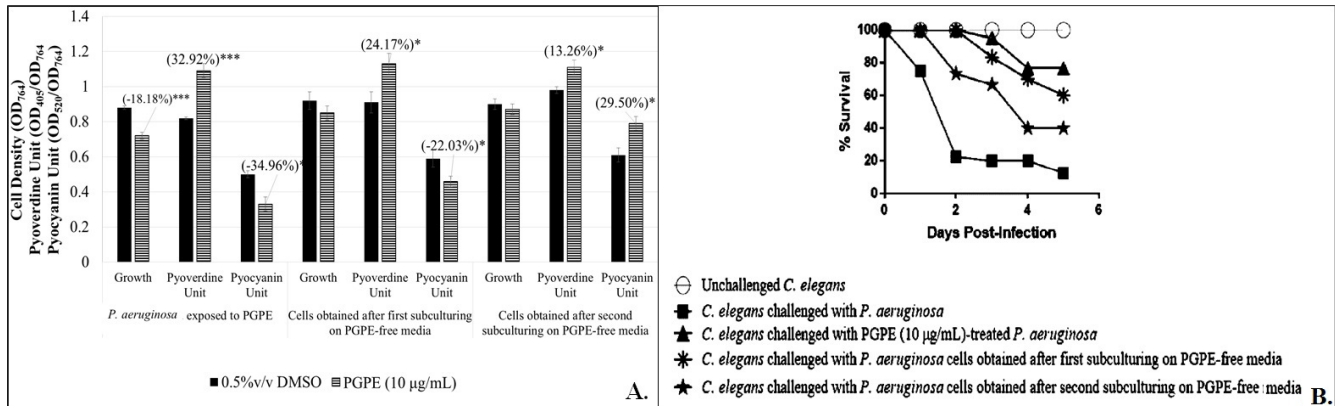 Cell Density (OD764)
Pyoverdine Unit (OD405/OD764
Pyocyanin Unit (OD520/OD764)
1.4
1.2
1
0.8
0.6
0.4
0.2
0
(-18.18%)***
(32.92%)***
(-34.96%)*
(24.17%)*
(-22.03%)*
(13.26%)*
(29.50%)*
Growth
Pyoverdine
Unit
Pyocyanin
Unit
Growth
Pyoverdine
Unit
Pyocyanin
Unit
Growth
Pyoverdine
Unit
Pyocyanin
Unit
P. aeruginosa exposed to PGPE
Cells obtained after first subculturing
on PGPE-free media
Cells obtained after second
subculturing on PGPE-free media
0.5%v/v DMSO
PGPE (10 μg/mL)
A.
% Survival
100
80
60
40
20
0
0
2
4
6
Days Post-Infection
Unchallenged C. elegans
C. elegans challenged with P. aeruginosa
C. elegans challenged with PGPE (10 μg/mL)-treated P. aeruginosa
C. elegans challenged with P. aeruginosa cells obtained after first subculturing on PGPE-free media
C. elegans challenged with P. aeruginosa cells obtained after second subculturing on PGPE-free media
B.